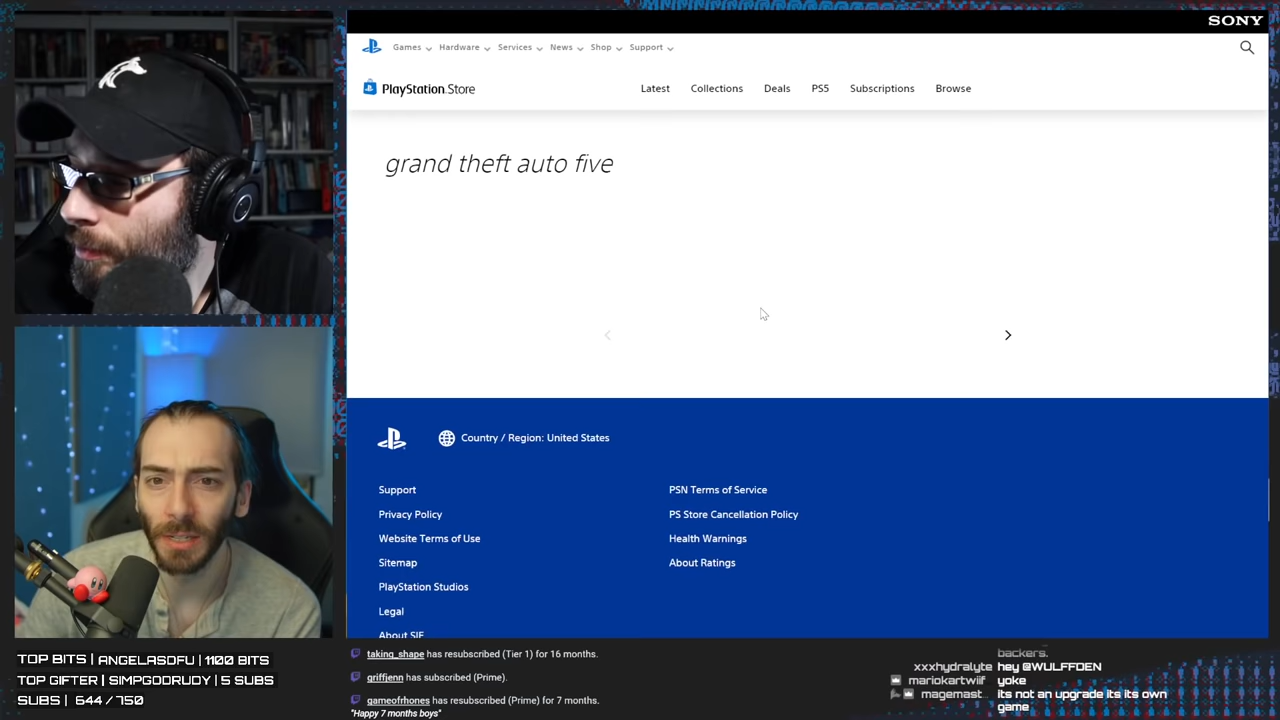 SONY
Games
Hardware
Services
News
Shop
Support
PlayStation Store
Latest
Collections
Deals
PS5
Subscriptions
Browse
grand theft auto five
Country / Region: United States
Support
Privacy Policy
Website Terms of Use
Sitemap
PlayStation Studios
Legal
About SIE
PSN Terms of Service
PS Store Cancellation Policy
Health Warnings
About Ratings
TOP BITS | ANGELASDFU | 1100 BITS
TOP GIFTER | SIMPGODRUDY | 5 SUBS
SUBS | 644 / 750
taking_shape has resubscribed (Tier 1) for 16 months.
griffjenn has subscribed (Prime).
gameofrhones has resubscribed (Prime) for 7 months.
"Happy 7 months boys"
backers.
xxxhydralyte hey @WULFFDEN
mariokartwiif yoke
magemast... its not an upgrade its its own
game